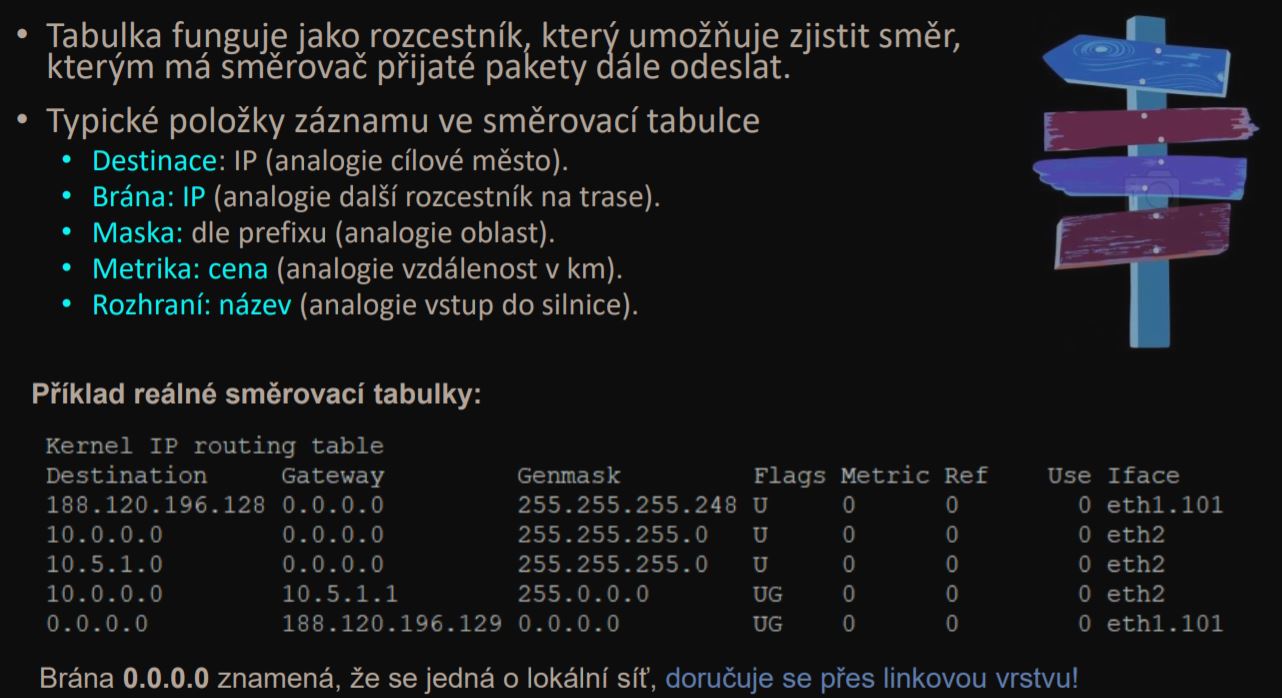 • Tabulka funguje jako rozcestník, který umožňuje zjistit směr,
kterým má směrovač přijaté pakety dále odeslat.
• Typické položky záznamu ve směrovací tabulce
• Destinace: IP (analogie cílové město).
• Brána: IP (analogie další rozcestník na trase).
• Maska: dle prefixu (analogie oblast).
• Metrika: cena (analogie vzdálenost v km).
• Rozhraní: název (analogie vstup do silnice).
Příklad reálné směrovací tabulky:
Kernel IP routing table
Destination Gateway Genmask Flags Metric Ref Use Iface
188.120.196.128 0.0.0.0 255.255.255.248 U 0 0 0 eth1.101
10.0.0.0 0.0.0.0 255.255.255.0 U 0 0 0 eth2
10.5.1.0 0.0.0.0 255.255.255.0 U 0 0 0 eth2
10.0.0.0 10.5.1.1 255.0.0.0 UG 0 0 0 eth2
0.0.0.0 188.120.196.129 0.0.0.0 UG 0 0 0 eth1.101
Brána 0.0.0.0 znamená, že se jedná o lokální síť, doručuje se přes linkovou vrstvu!